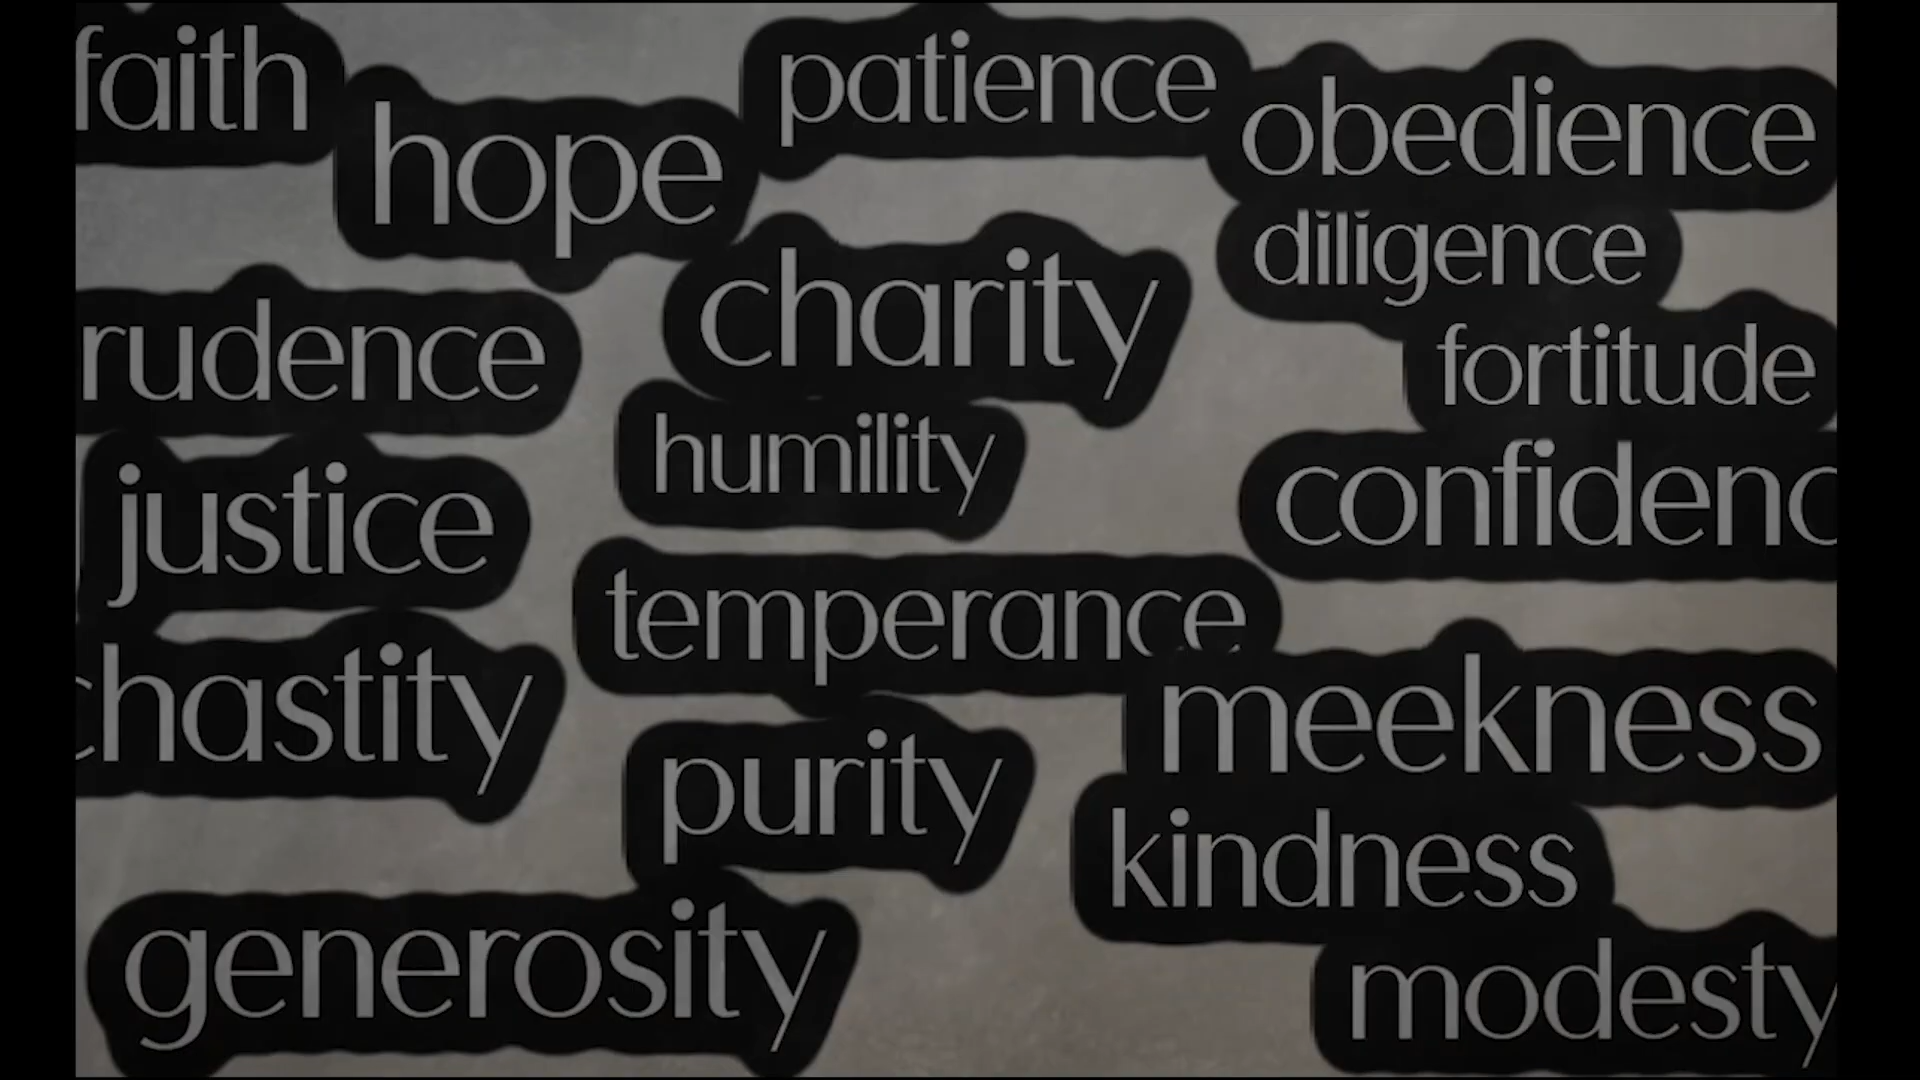 faith
hope
patience
obedience
diligence
charity
rudence
fortitude
humility
confidenc
justice
temperance
chastity
meekness
purity
kindness
generosity
modesty